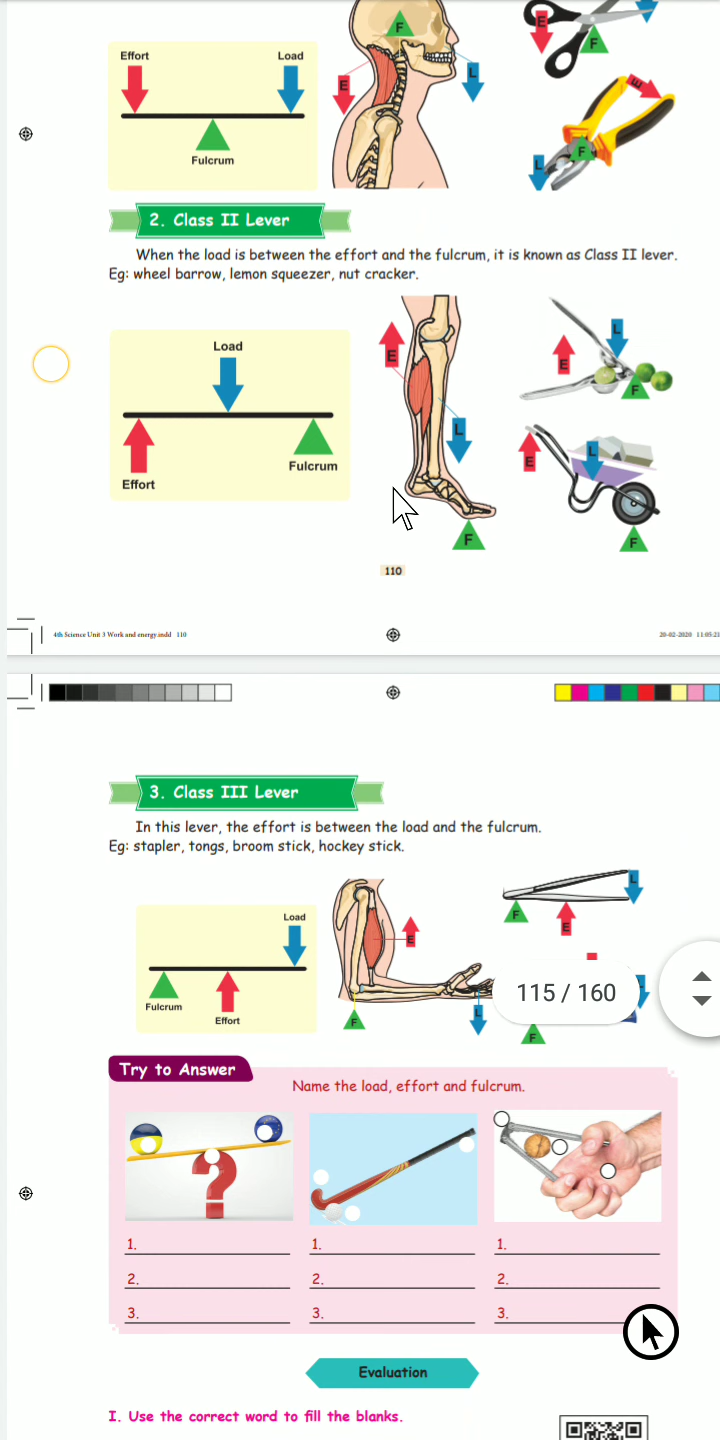 Effort
Load
Fulcrum
F
E
L
E
F
E
F
L
2. Class II Lever
When the load is between the effort and the fulcrum, it is known as Class II lever.
Eg: wheel barrow, lemon squeezer, nut cracker.
Load
Effort
Fulcrum
E
L
F
E
L
F
E
L
F
110
4th Science Unit 3 Work and energy.indd 110
20-02-2020 11:05:21
3. Class III Lever
In this lever, the effort is between the load and the fulcrum.
Eg: stapler, tongs, broom stick, hockey stick.
Load
Fulcrum
Effort
E
F
L
F
E
L
F
115 / 160
Try to Answer
Name the load, effort and fulcrum.
1. 1. 1.
2. 2. 2.
3. 3. 3.
Evaluation
I. Use the correct word to fill the blanks.